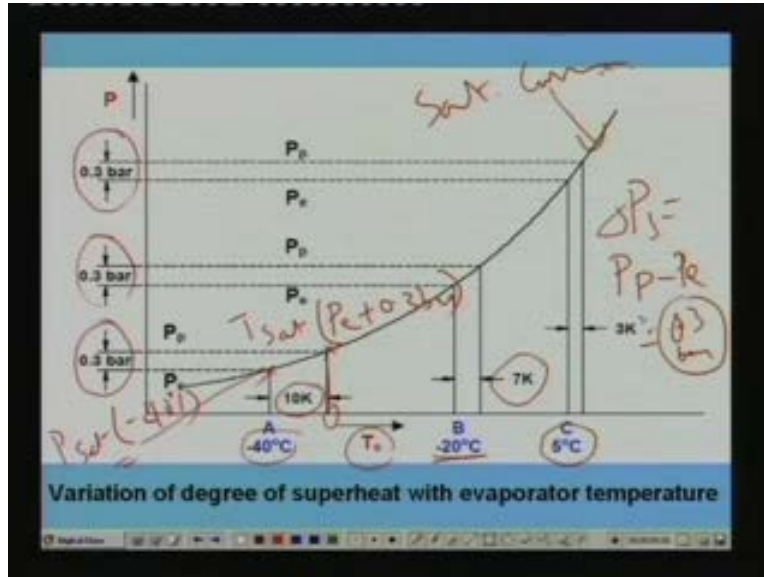 P
Sat.
0.3 bar
Pp
Pe
ΔPs =
Pp - Pe
0.3 bar
Pp
Pe
= 0.3
bar
Tsat (Pe + 0.3 bar)
3K
0.3 bar
Pp
P
10K
7K
Psat (-40°C)
A
B
C
-40°C
Te
-20°C
5°C
Variation of degree of superheat with evaporator temperature